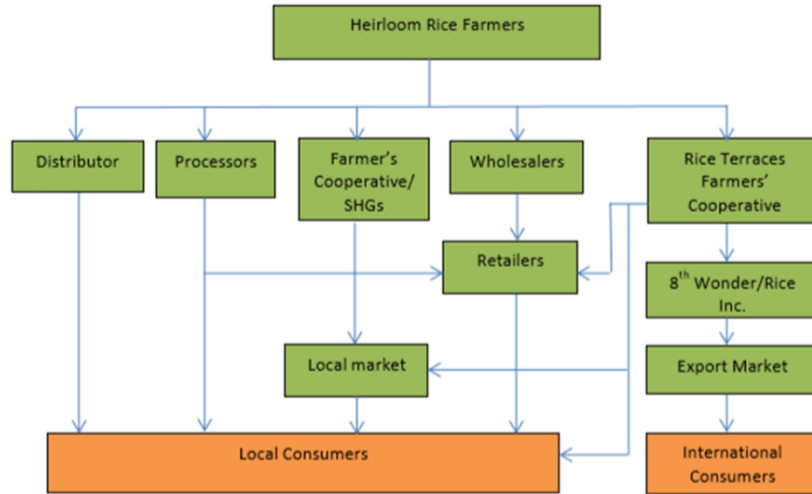 Heirloom Rice Farmers
Distributor
Processors
Farmer's
Cooperative/
SHGs
Wholesalers
Rice Terraces
Farmers'
Cooperative
Retailers
8th Wonder/Rice
Inc.
Local market
Export Market
Local Consumers
International
Consumers